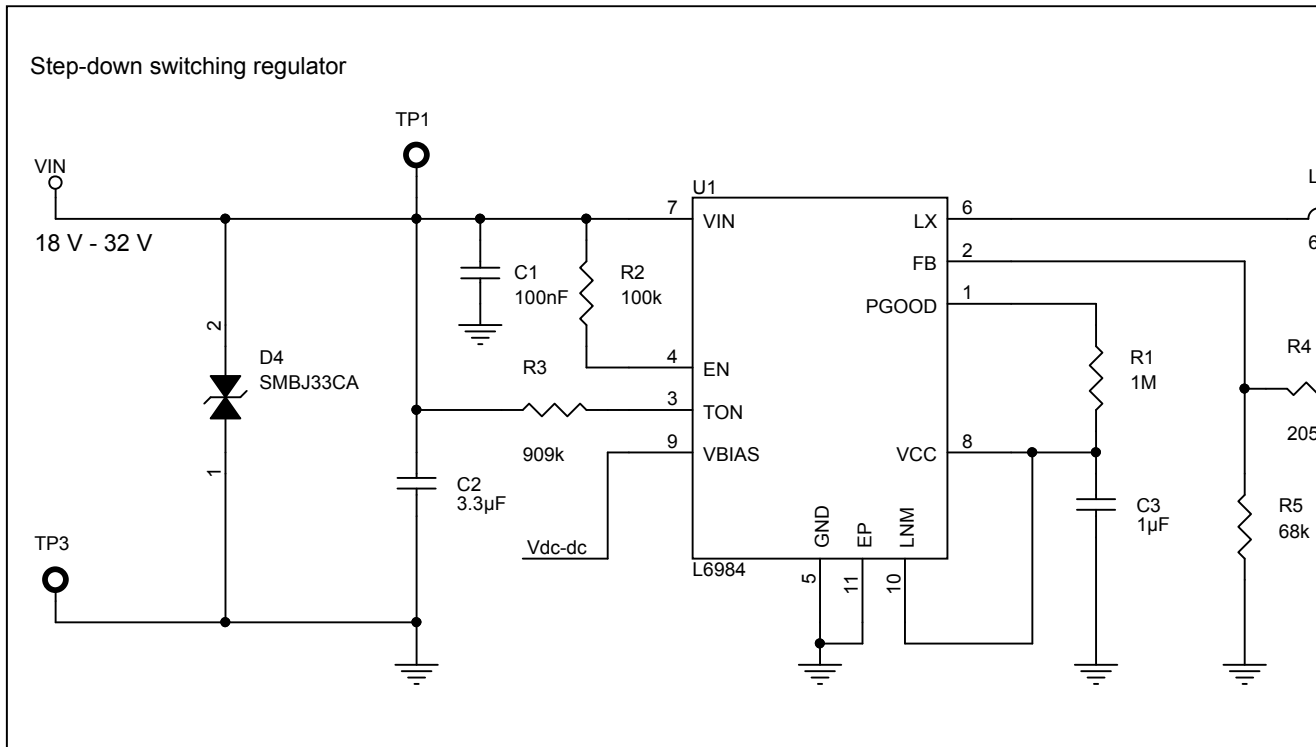 Step-down switching regulator
TP1
VIN
18 V - 32 V
U1
7
VIN
LX
6
FB
2
PGOOD
1
C1
100nF
R2
100k
2
D4
SMBJ33CA
1
4
EN
R3
909k
3
TON
9
VBIAS
VCC
8
R1
1M
R4
205
C2
3.3µF
C3
1µF
R5
68k
Vdc-dc
GND
EP
LNM
L6984
5
11
10
TP3
L
6